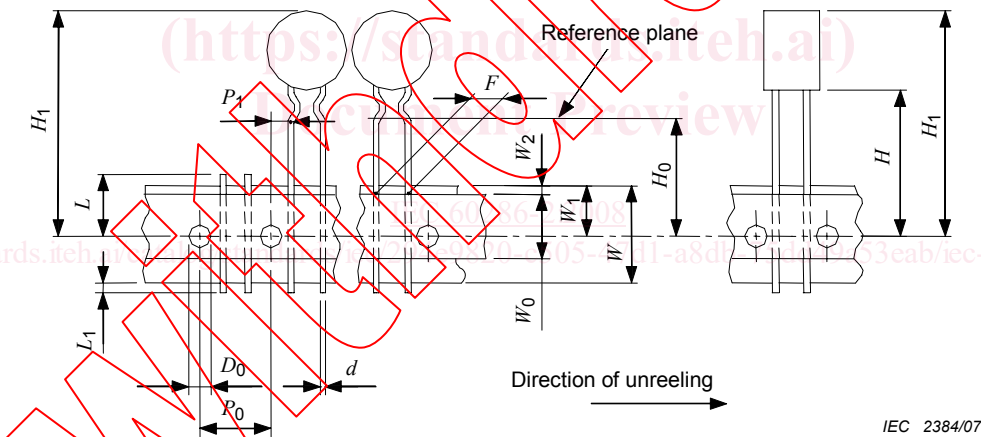 (https://standards.iteh.ai)
Document Preview
Reference plane
H1
P1
F
W2
H0
H
H1
L
W1
W
W0
L1
D0
d
P0
Direction of unreeling
IEC 2384/07